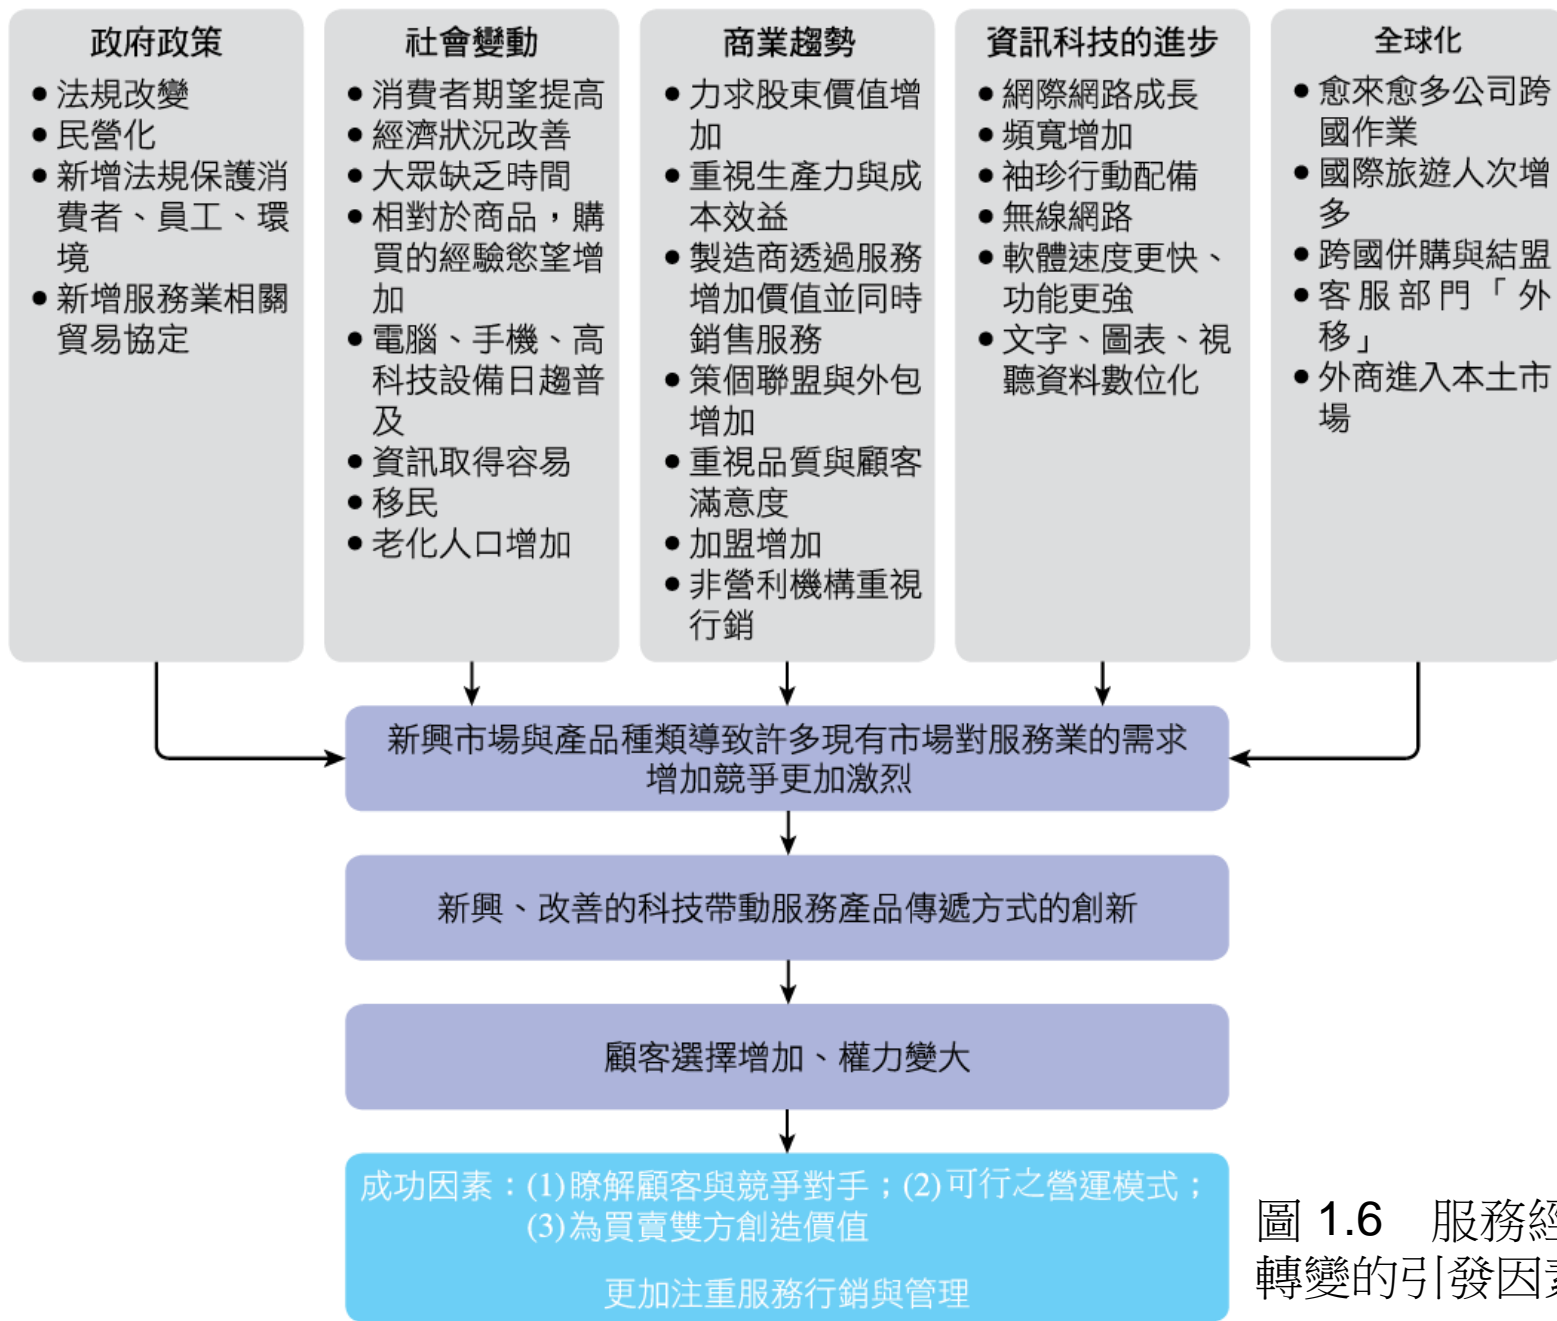 政府政策
• 法規改變
• 民營化
• 新增法規保護消
費者、員工、環
境
• 新增服務業相關
貿易協定
社會變動
• 消費者期望提高
• 經濟狀況改善
• 大眾缺乏時間
• 相對於商品，購
買的經驗慾望增
加
• 電腦、手機、高
科技設備日趨普
及
• 資訊取得容易
• 移民
• 老化人口增加
商業趨勢
• 力求股東價值增
加
• 重視生產力與成
本效益
• 製造商透過服務
增加價值並同時
銷售服務
• 策個聯盟與外包
增加
• 重視品質與顧客
滿意度
• 加盟增加
• 非營利機構重視
行銷
資訊科技的進步
• 網際網路成長
• 頻寬增加
• 袖珍行動配備
• 無線網路
• 軟體速度更快、
功能更強
• 文字、圖表、視
聽資料數位化
全球化
• 愈來愈多公司跨
國作業
• 國際旅遊人次增
多
• 跨國併購與結盟
• 客服部門「外
移」
• 外商進入本土市
場
新興市場與產品種類導致許多現有市場對服務業的需求
增加競爭更加激烈
新興、改善的科技帶動服務產品傳遞方式的創新
顧客選擇增加、權力變大
成功因素：(1)瞭解顧客與競爭對手；(2)可行之營運模式；
(3)為買賣雙方創造價值
更加注重服務行銷與管理
圖 1.6　服務經
轉變的引發因素